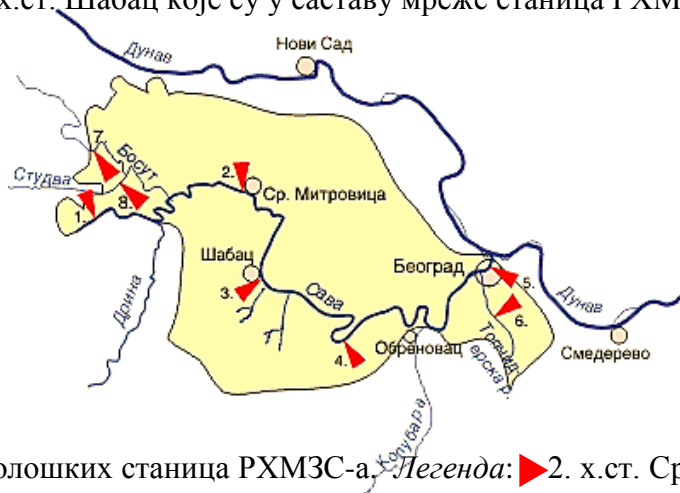 х.ст. Шабац које су у саставу мреже станица РХМ
Дунав
Нови Сад
7.
Босут
Студва
2.
Ср. Митровица
1.
8.
Шабац
Београд
3.
Сава
5.
Дунав
Дрина
6.
Топчидерска р.
4.
Обреновац
Смедерево
Колубара
олошких станица РХМЗС-а. Легенда: 2. х.ст. Ср